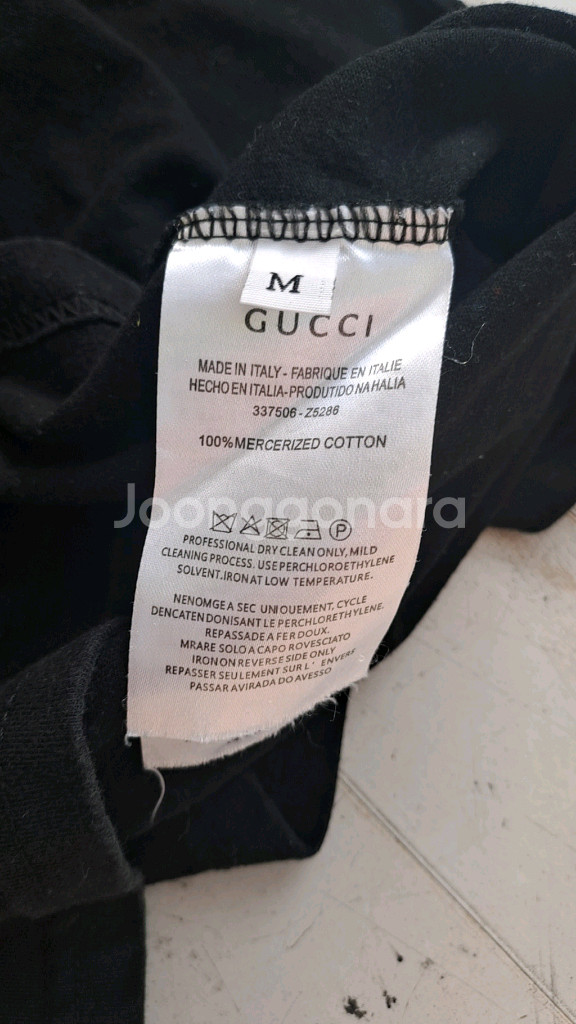 M
GUCCI
MADE IN ITALY - FABRIQUE EN ITALIE
HECHO EN ITALIA-PRODUTIDO NA HALIA
337506-Z5286
100%MERCERIZED COTTON
Joonggonara
P
PROFESSIONAL DRY CLEAN ONLY, MILD
CLEANING PROCESS. USE PERCHLOROETHYLENE
SOLVENT.IRON AT LOW TEMPERATURE.
NENOMGE A SEC UNIOUEMENT, CYCLE
DENCATEN DONISANT LE PERCHLORETHYLENE.
REPASSADE A FER DOUX.
MRARE SOLO A CAPO ROVESCIATO
IRON ON REVERSE SIDE ONLY
REPASSER SEULEMENT SUR L' ENVERS
PASSAR AVIRADA DO AVESSO